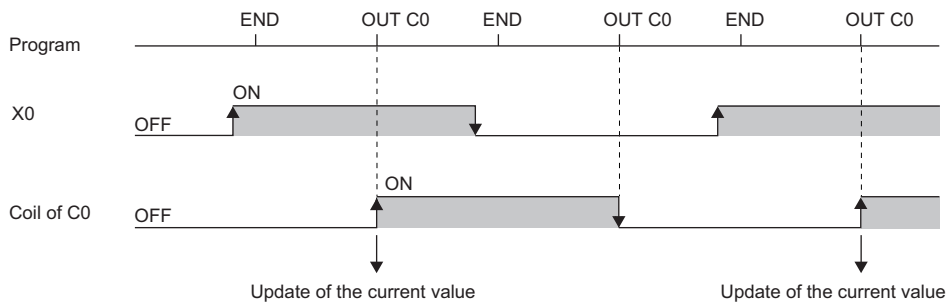 END OUT C0 END OUT C0 END OUT C0
Program
ON
X0
OFF
ON
Coil of C0 OFF
Update of the current value Update of the current value